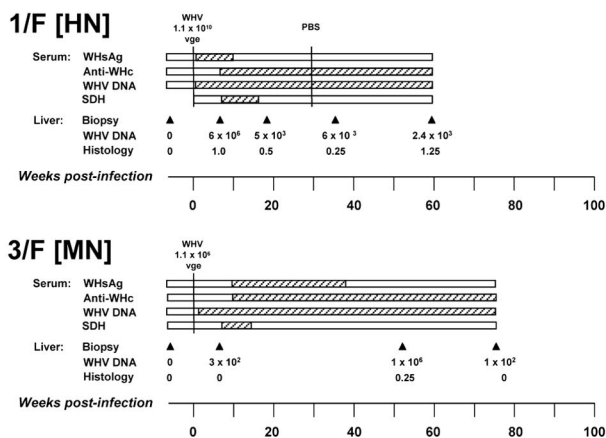 1/F [HN]
WHV
1.1 x 10¹⁰
vge
PBS
Serum: WHsAg
Anti-WHc
WHV DNA
SDH
Liver: Biopsy
WHV DNA 0 6 x 10⁶ 5 x 10³ 6 x 10³ 2.4 x 10³
Histology 0 1.0 0.5 0.25 1.25
Weeks post-infection
0 20 40 60 80 100
3/F [MN]
WHV
1.1 x 10⁶
vge
Serum: WHsAg
Anti-WHc
WHV DNA
SDH
Liver: Biopsy
WHV DNA 0 3 x 10² 1 x 10⁶ 1 x 10²
Histology 0 0 0.25 0
Weeks post-infection
0 20 40 60 80 100